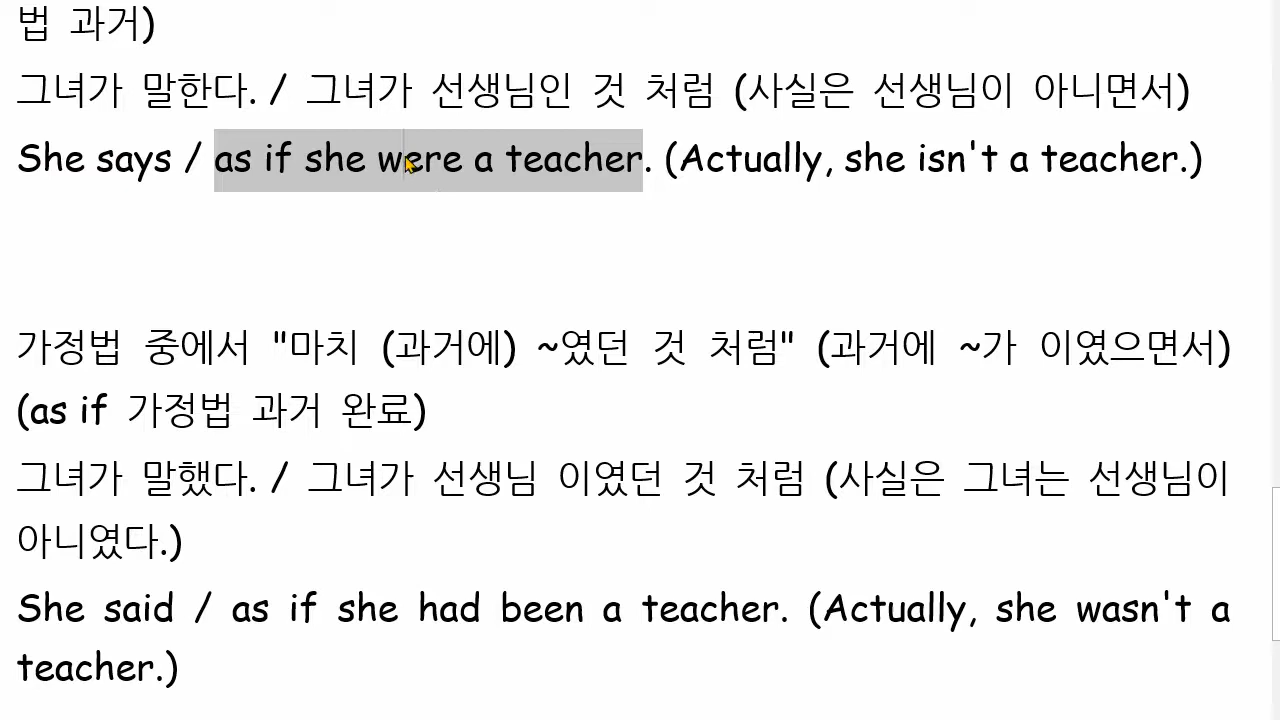 법 과거)
그녀가 말한다. / 그녀가 선생님인 것 처럼 (사실은 선생님이 아니면서)
She says / as if she were a teacher. (Actually, she isn't a teacher.)
가정법 중에서 "마치 (과거에) ~였던 것 처럼" (과거에 ~가 이였으면서)
(as if 가정법 과거 완료)
그녀가 말했다. / 그녀가 선생님 이였던 것 처럼 (사실은 그녀는 선생님이
아니였다.)
She said / as if she had been a teacher. (Actually, she wasn't a
teacher.)